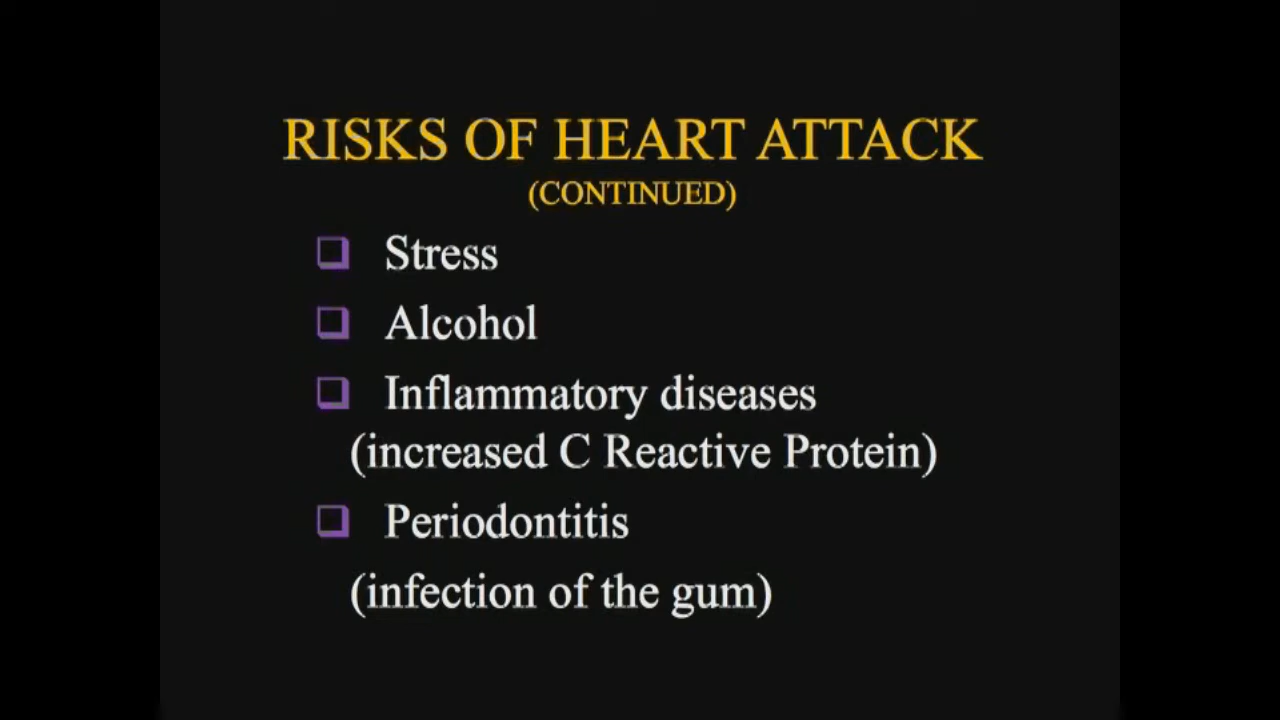 RISKS OF HEART ATTACK
(CONTINUED)
Stress
Alcohol
Inflammatory diseases
(increased C Reactive Protein)
Periodontitis
(infection of the gum)